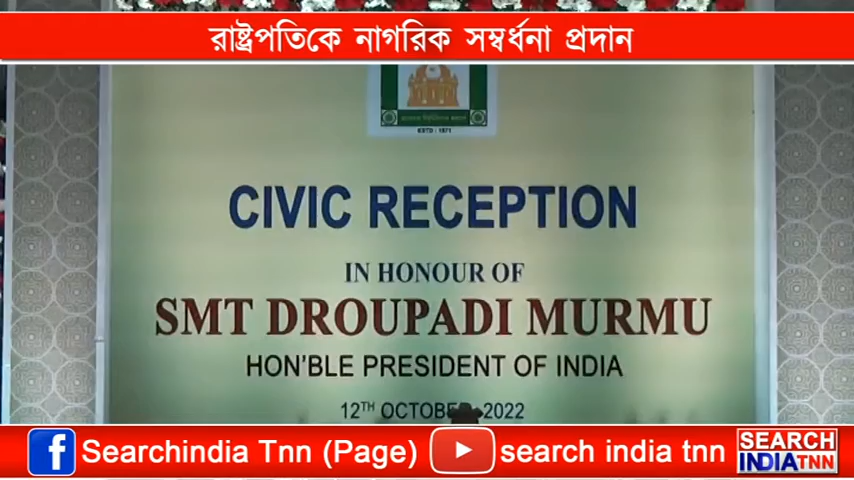 রাষ্ট্রপতিকে নাগরিক সম্বর্ধনা প্রদান
ESTD : 1871
CIVIC RECEPTION
IN HONOUR OF
SMT DROUPADI MURMU
HON'BLE PRESIDENT OF INDIA
12TH OCTOBER 2022
f Searchindia Tnn (Page) search india tnn SEARCH
INDIATNN